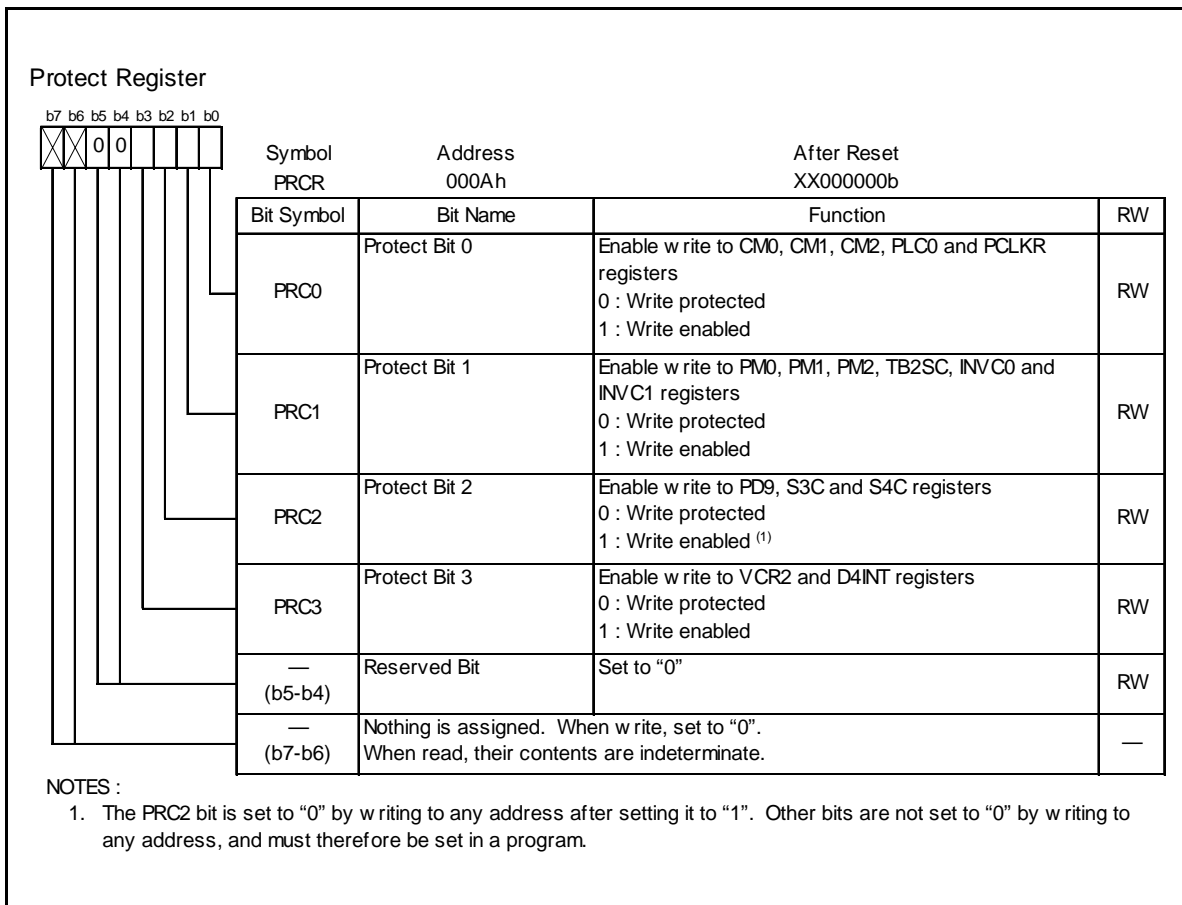 Protect Register
b7 b6 b5 b4 b3 b2 b1 b0
0 0
Symbol Address After Reset
PRCR 000Ah XX000000b
Bit Symbol Bit Name Function RW
PRC0 Protect Bit 0 Enable write to CM0, CM1, CM2, PLC0 and PCLKR
registers
0 : Write protected
1 : Write enabled
RW
PRC1 Protect Bit 1 Enable write to PM0, PM1, PM2, TB2SC, INVC0 and
INVC1 registers
0 : Write protected
1 : Write enabled
RW
PRC2 Protect Bit 2 Enable write to PD9, S3C and S4C registers
0 : Write protected
1 : Write enabled (1)
RW
PRC3 Protect Bit 3 Enable write to VCR2 and D4INT registers
0 : Write protected
1 : Write enabled
RW
—
(b5-b4)
Reserved Bit Set to “0”
RW
—
(b7-b6)
Nothing is assigned. When write, set to “0”.
When read, their contents are indeterminate.
—
NOTES :
1. The PRC2 bit is set to “0” by writing to any address after setting it to “1”. Other bits are not set to “0” by writing to
any address, and must therefore be set in a program.